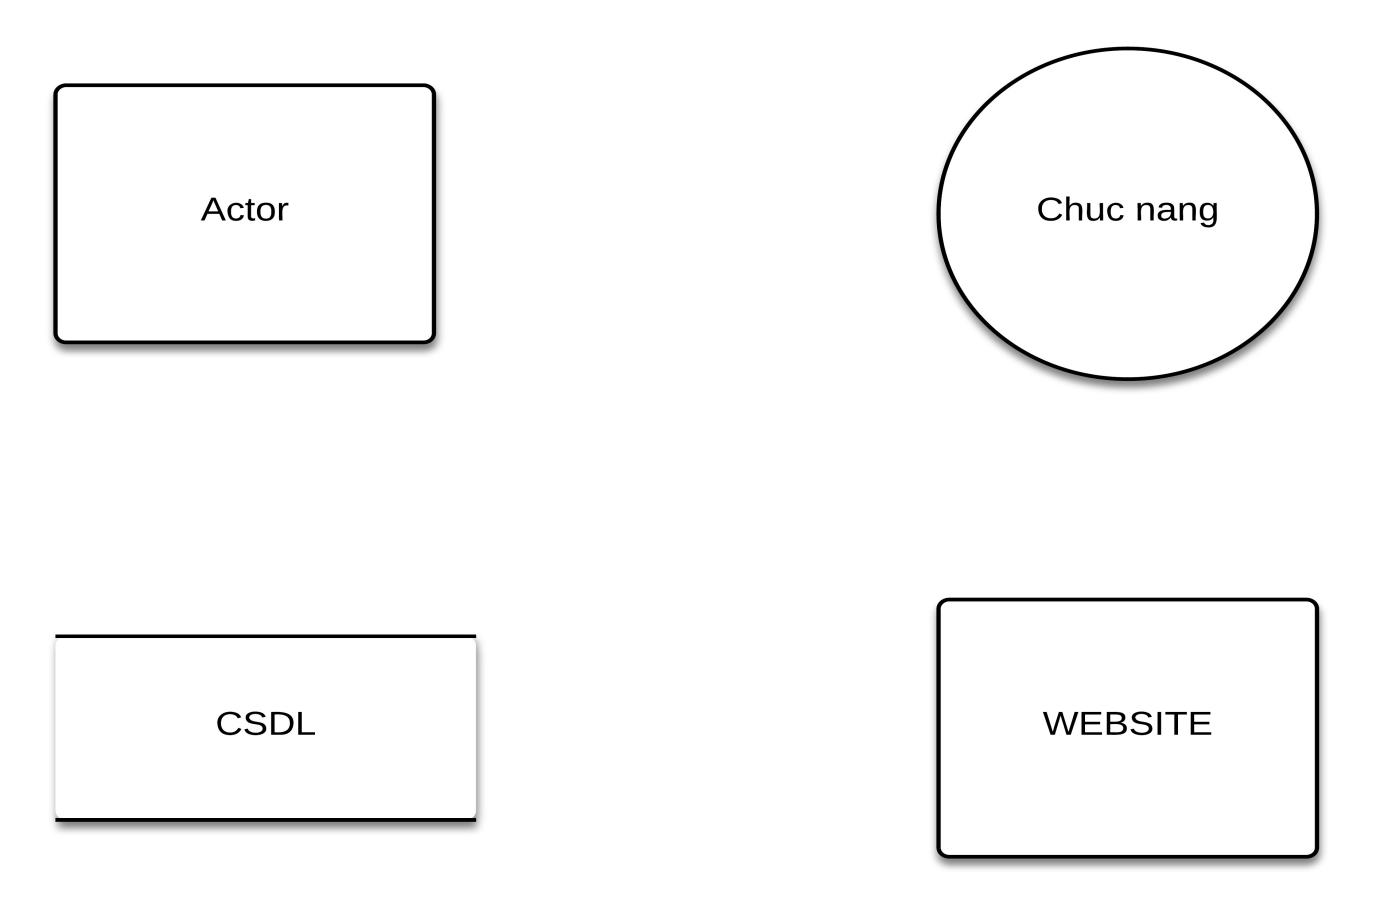 Actor
Chuc nang
CSDL
WEBSITE